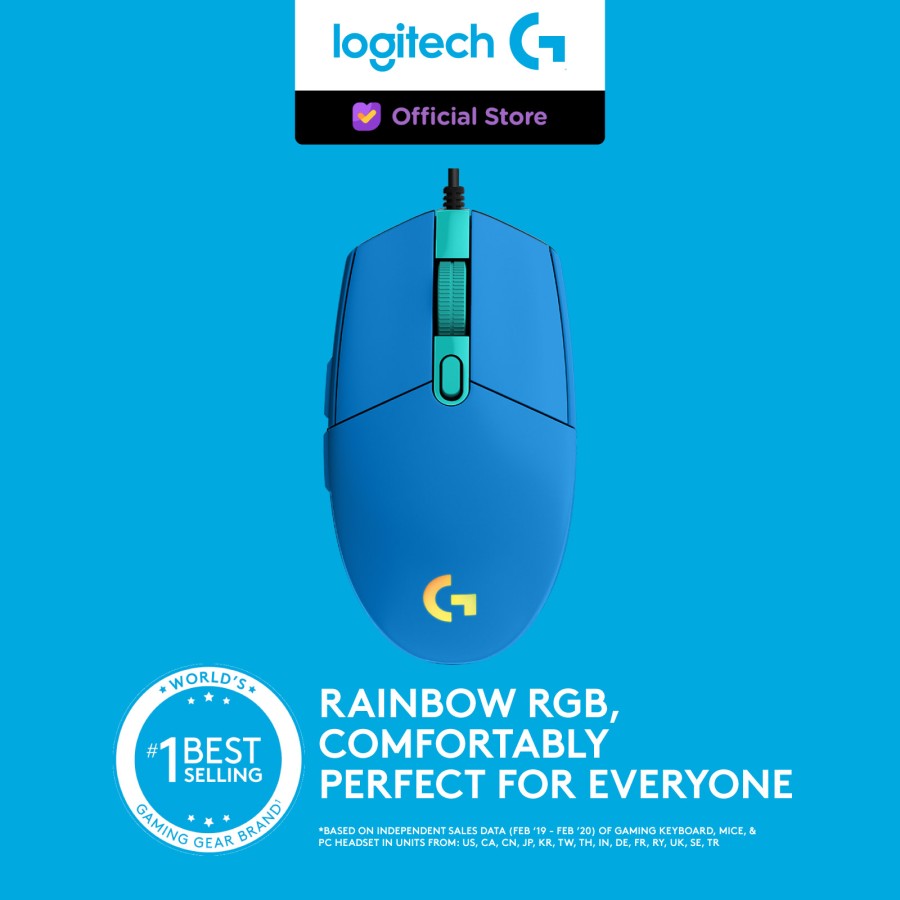 logitech G
Official Store
WORLD'S
#1 BEST
SELLING
GAMING GEAR BRAND¹
RAINBOW RGB,
COMFORTABLY
PERFECT FOR EVERYONE
*BASED ON INDEPENDENT SALES DATA (FEB '19 - FEB '20) OF GAMING KEYBOARD, MICE, &
PC HEADSET IN UNITS FROM: US, CA, CN, JP, KR, TW, TH, IN, DE, FR, RY, UK, SE, TR